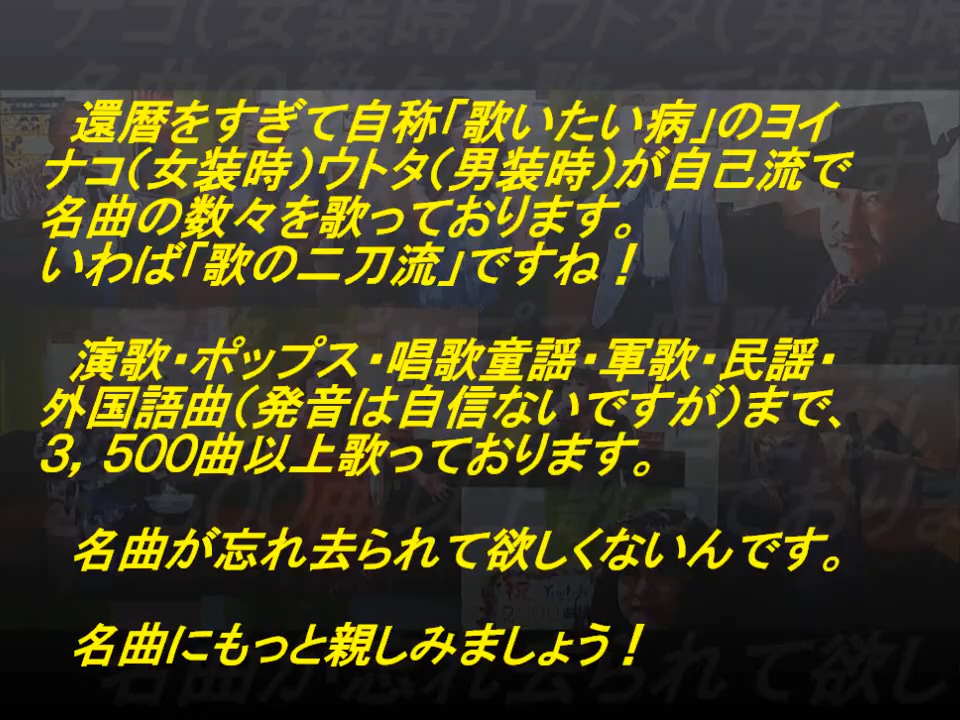 還暦をすぎて自称「歌いたい病」のヨイ
ナコ（女装時）ウトタ（男装時）が自己流で
名曲の数々を歌っております。
いわば「歌の二刀流」ですね！
演歌・ポップス・唱歌童謡・軍歌・民謡・
外国語曲（発音は自信ないですが）まで、
３，５００曲以上歌っております。
名曲が忘れ去られて欲しくないんです。
名曲にもっと親しみましょう！